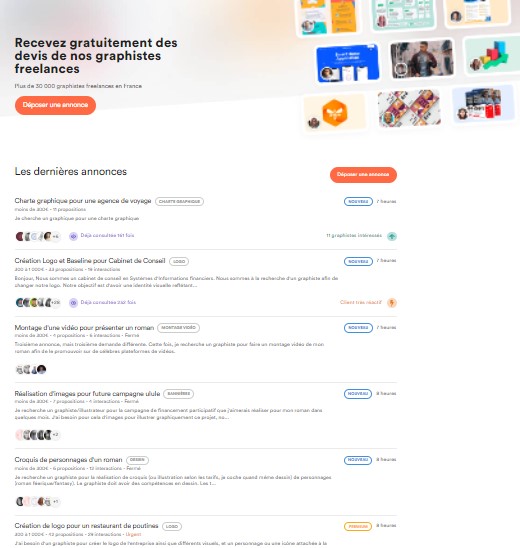 Recevez gratuitement des
devis de nos graphistes
freelances
Plus de 30 000 graphistes freelances en France
Déposer une annonce
Les dernières annonces
Déposer une annonce
Charte graphique pour une agence de voyage CHARTE GRAPHIQUE NOUVEAU 7 heures
moins de 400€ - 11 propositions
Je cherche un graphique pour une charte graphique
+6 Déjà consultée 161 fois 11 graphistes intéressés
Création Logo et Baseline pour Cabinet de Conseil LOGO NOUVEAU 7 heures
400 à 1 000€ - 33 propositions - 19 interactions
Bonjour, Nous sommes un cabinet de conseil en Systèmes d'Informations financiers. Nous sommes à la recherche d'un graphiste afin de
changer notre logo. Notre objectif est d'avoir une identité visuelle reflétant...
Déjà consultée fois Client très réactif
Montage d'une vidéo pour présenter un roman MONTAGE VIDÉO NOUVEAU 7 heures
moins de 400€ - 4 propositions - 6 interactions - Fermé
Troisième annonce, mais troisième demande différente. Cette fois, je recherche un graphiste pour faire un montage vidéo de mon
roman afin de le promouvoir sur de célèbres plateformes de vidéos.
Réalisation d'images pour future campagne ulule BANNIÈRES NOUVEAU 8 heures
moins de 400€ - 7 propositions - interactions - Fermé
Je recherche un graphiste/illustrateur pour la campagne de financement participatif que j'aimerais réaliser pour mon roman dans
quelques mois. J'ai besoin pour cela d'images pour illustrer graphiquement ce projet, no...
+2
Croquis de personnages d'un roman DESSIN NOUVEAU 8 heures
moins de 400€ - 5 propositions - 12 interactions - Fermé
Je recherche un graphiste pour la réalisation de croquis (ou illustration selon les tarifs, je couche quand même dessin) de personnages
(roman féerique/fantasy). Le graphiste doit avoir des compétences en dessin. Les t...
+1
Création de logo pour un restaurant de poutines LOGO PREMIUM 8 heures
400 à 1 000€ - 42 propositions - 29 interactions - Urgent
J'ai besoin d'un graphiste pour créer le logo de l'entreprise ainsi que différents visuels, et un personnage ou une icône attachée à la